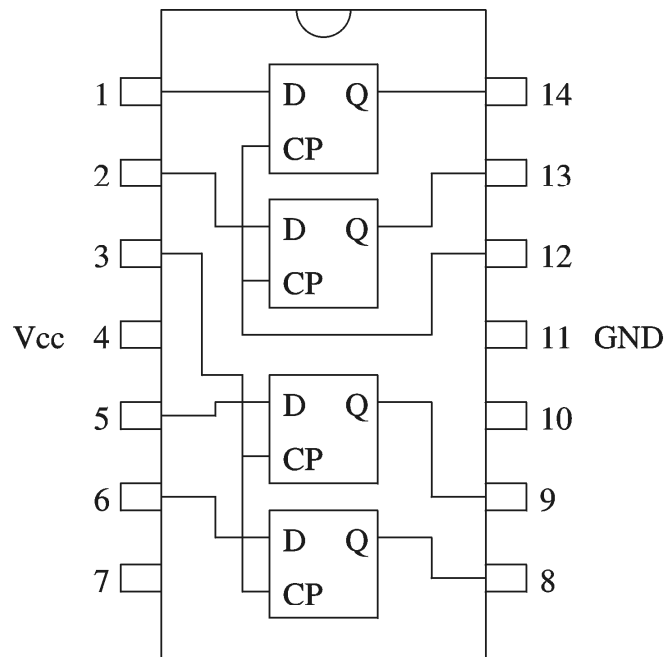 1 D Q 14
CP
2 13
D Q
3 12
CP
Vcc 4 11 GND
5 D Q 10
CP
6 9
D Q
7 8
CP